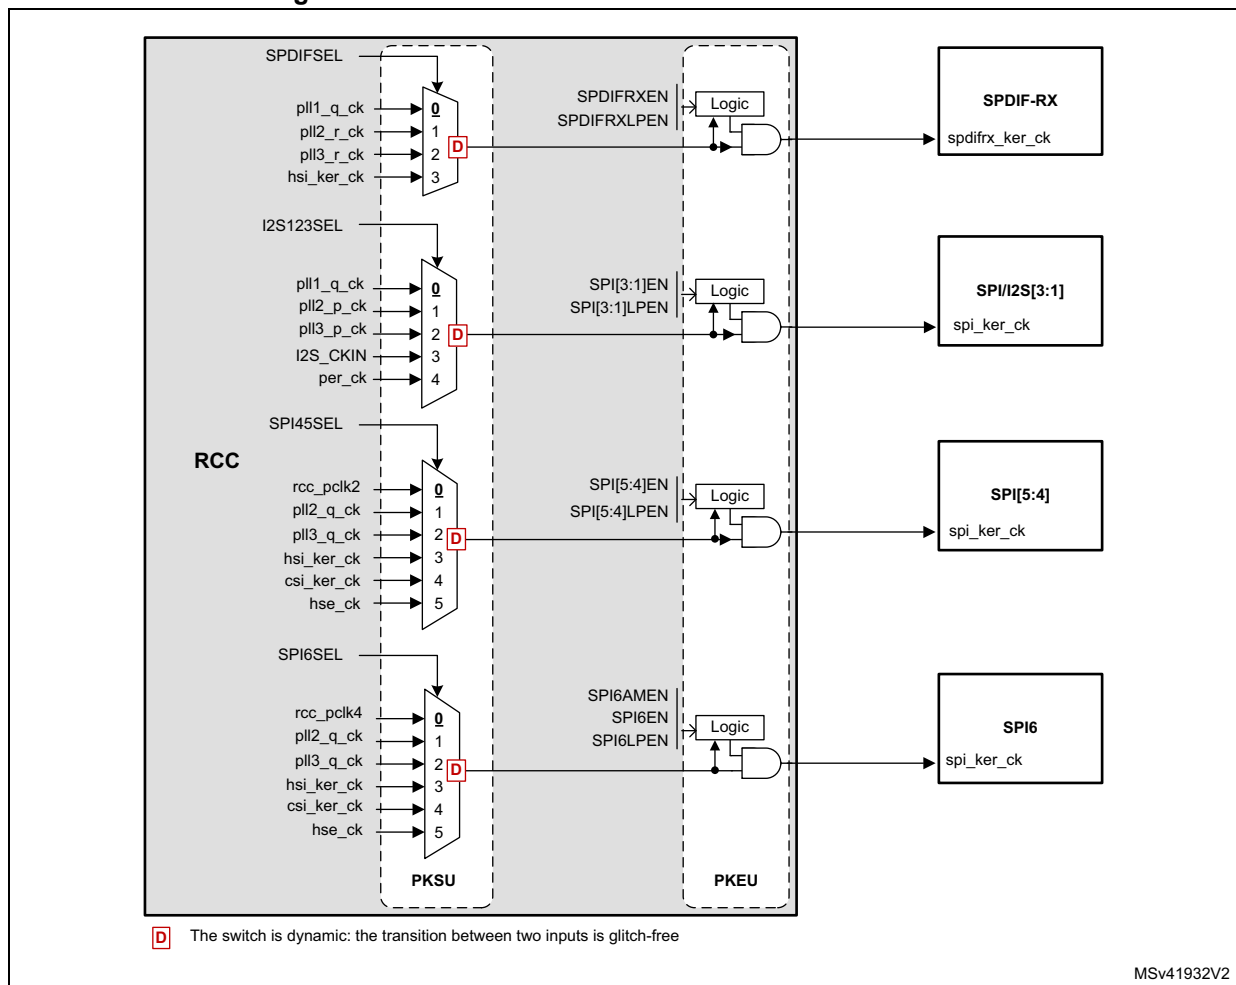 g
SPDIFSEL
pll1_q_ck
pll2_r_ck
pll3_r_ck
hsi_ker_ck
0
1
2
3
D
SPDIFRXEN
SPDIFRXLPEN
Logic
SPDIF-RX
spdifrx_ker_ck
I2S123SEL
pll1_q_ck
pll2_p_ck
pll3_p_ck
I2S_CKIN
per_ck
0
1
2
3
4
D
SPI[3:1]EN
SPI[3:1]LPEN
Logic
SPI/I2S[3:1]
spi_ker_ck
SPI45SEL
RCC
rcc_pclk2
pll2_q_ck
pll3_q_ck
hsi_ker_ck
csi_ker_ck
hse_ck
0
1
2
3
4
5
D
SPI[5:4]EN
SPI[5:4]LPEN
Logic
SPI[5:4]
spi_ker_ck
SPI6SEL
rcc_pclk4
pll2_q_ck
pll3_q_ck
hsi_ker_ck
csi_ker_ck
hse_ck
0
1
2
3
4
5
D
SPI6AMEN
SPI6EN
SPI6LPEN
Logic
SPI6
spi_ker_ck
PKSU
PKEU
D The switch is dynamic: the transition between two inputs is glitch-free
MSv41932V2